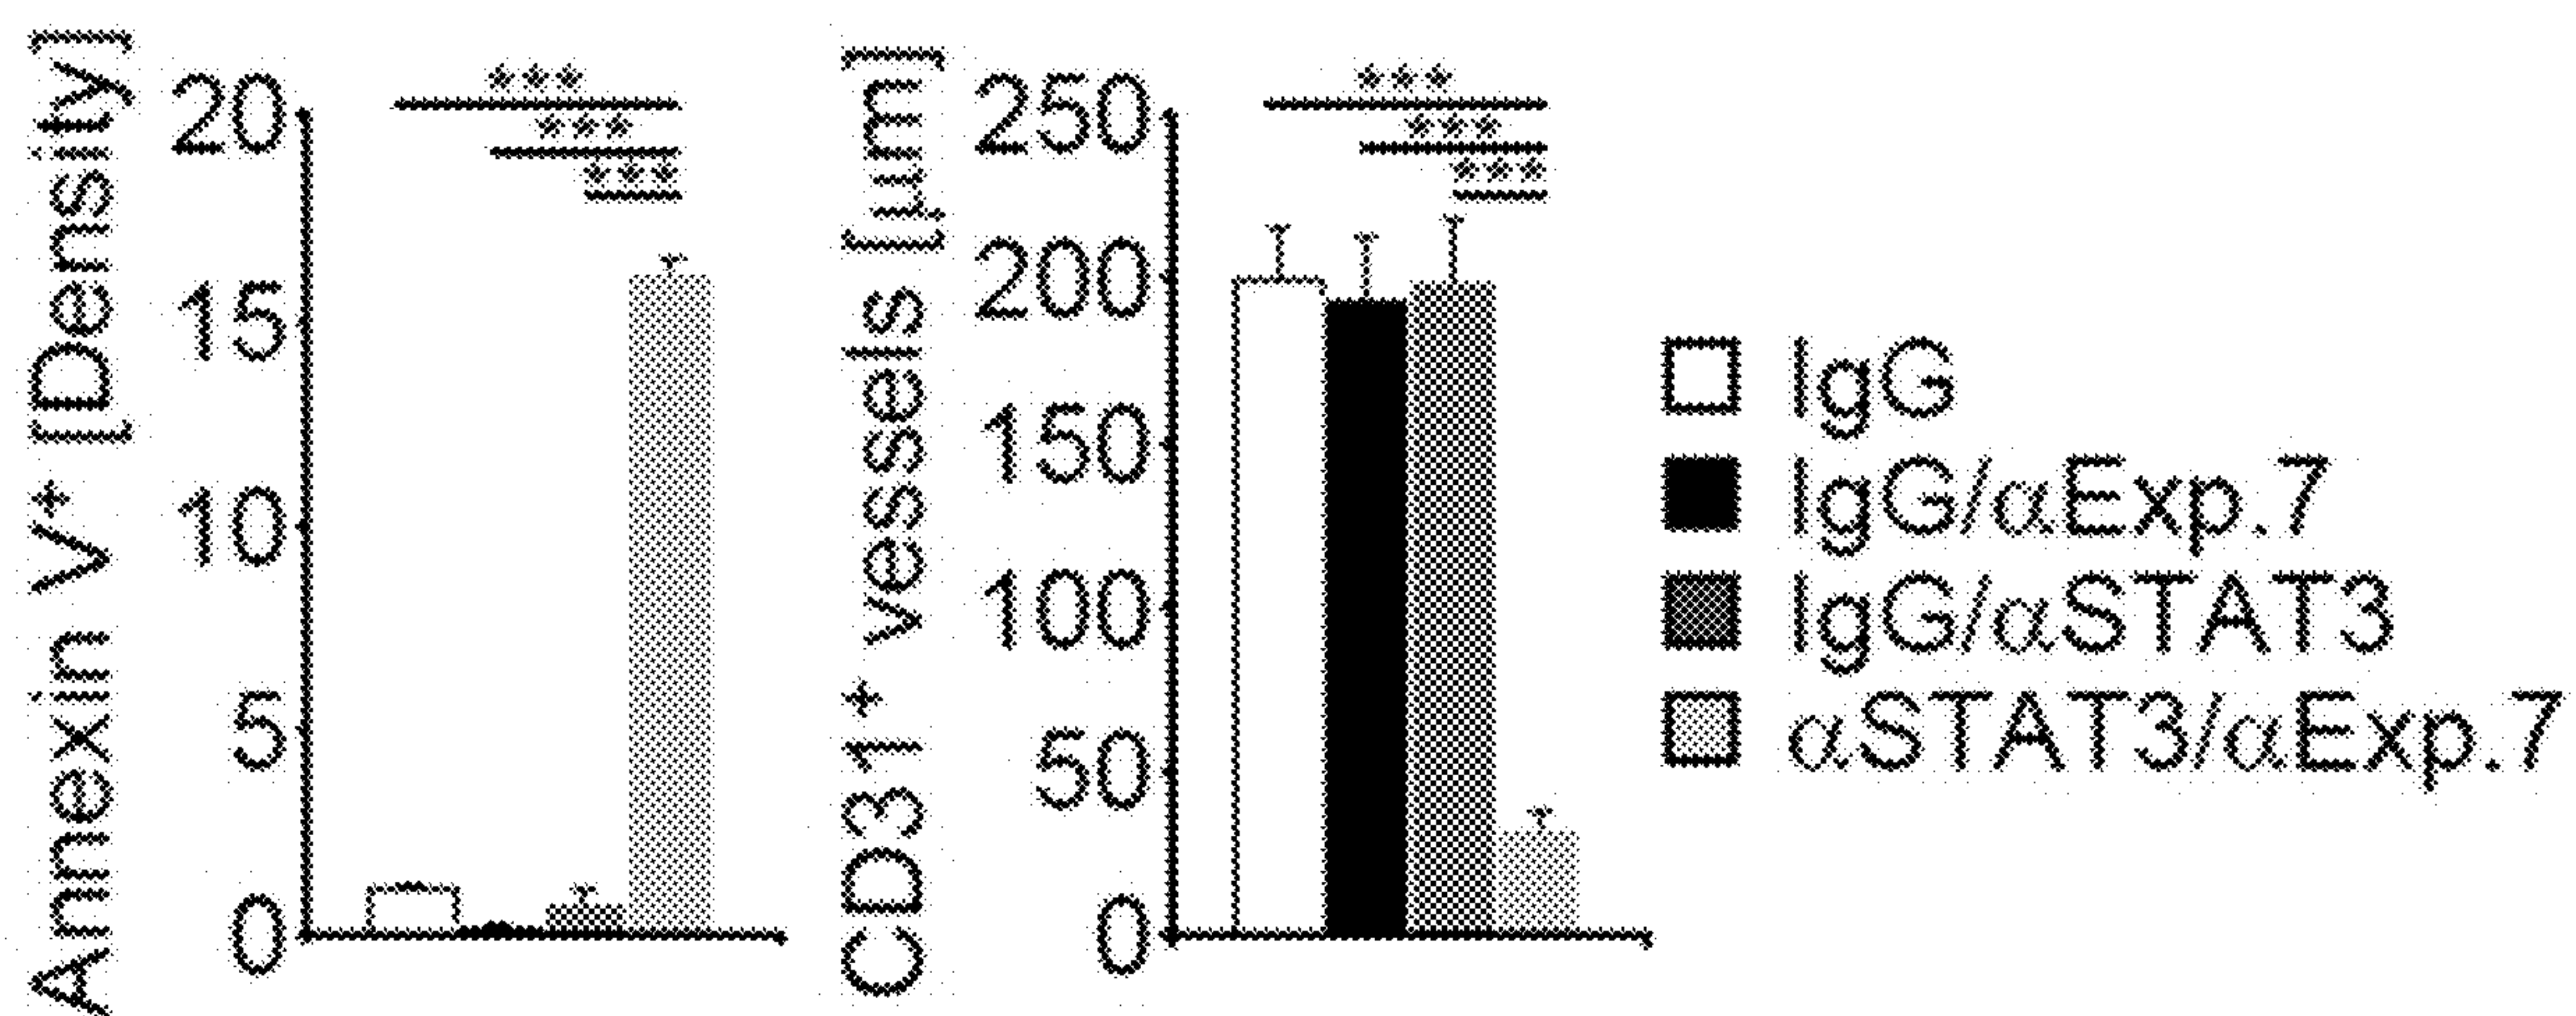 Annexin V⁺ [Density]
20
15
10
5
0
***
***
***
CD31⁺ vessels [µm]
250
200
150
100
50
0
***
***
***
IgG
IgG/αExp.7
IgG/αSTAT3
αSTAT3/αExp.7